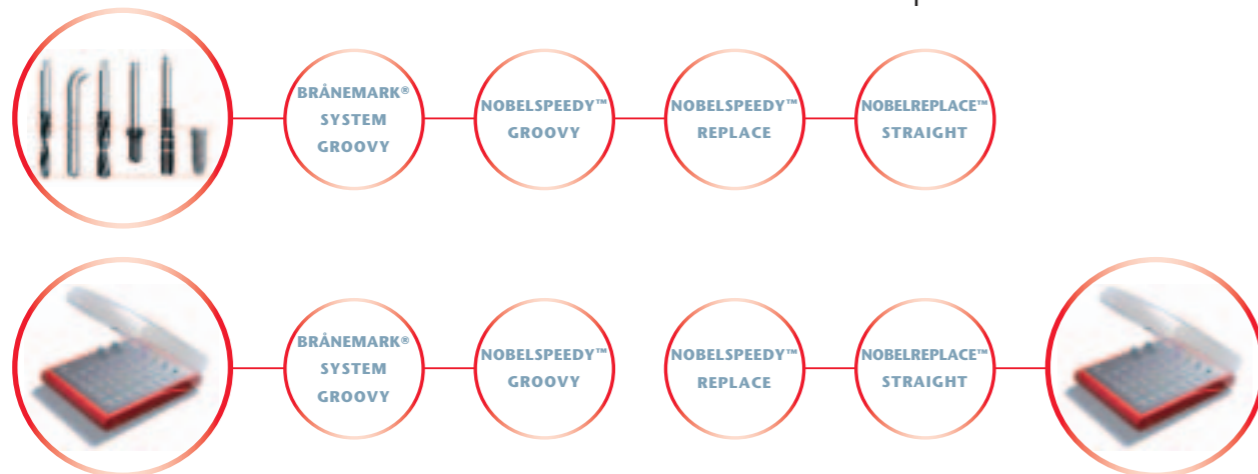 BRÅNEMARK®
SYSTEM
GROOVY
NOBELSPEEDY™
GROOVY
NOBELSPEEDY™
REPLACE
NOBELREPLACE™
STRAIGHT
BRÅNEMARK®
SYSTEM
GROOVY
NOBELSPEEDY™
GROOVY
NOBELSPEEDY™
REPLACE
NOBELREPLACE™
STRAIGHT